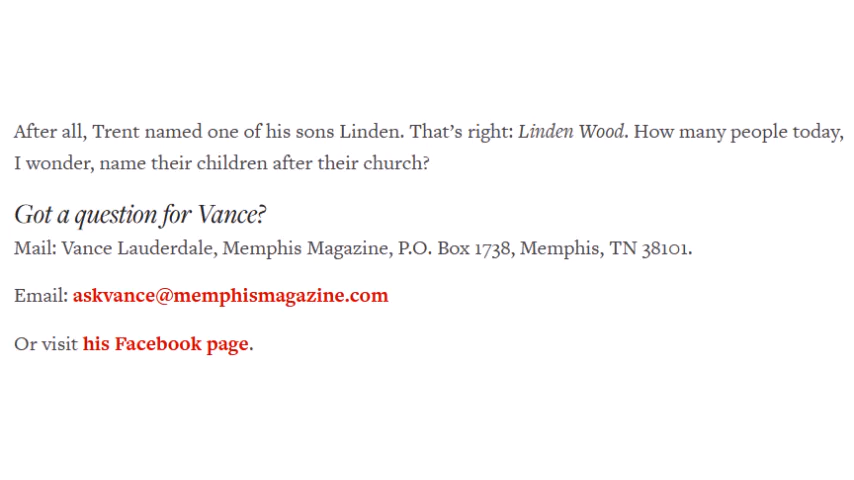 After all, Trent named one of his sons Linden. That’s right: Linden Wood. How many people today,
I wonder, name their children after their church?
Got a question for Vance?
Mail: Vance Lauderdale, Memphis Magazine, P.O. Box 1738, Memphis, TN 38101.
Email: askvance@memphismagazine.com
Or visit his Facebook page.